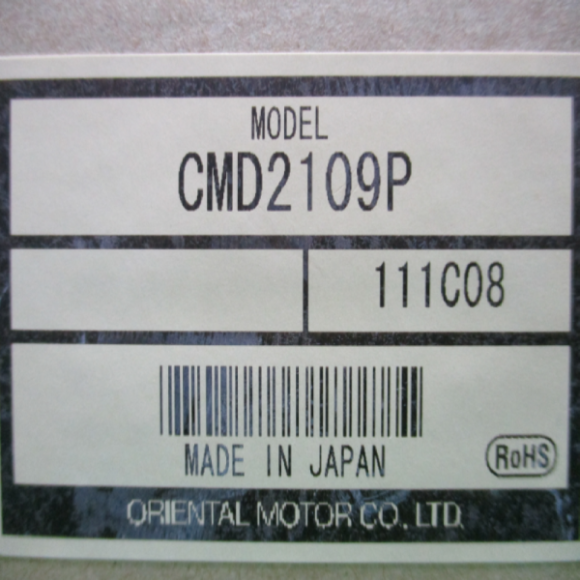 MODEL
CMD2109P
111C08
MADE IN JAPAN
RoHS
ORIENTAL MOTOR CO., LTD.